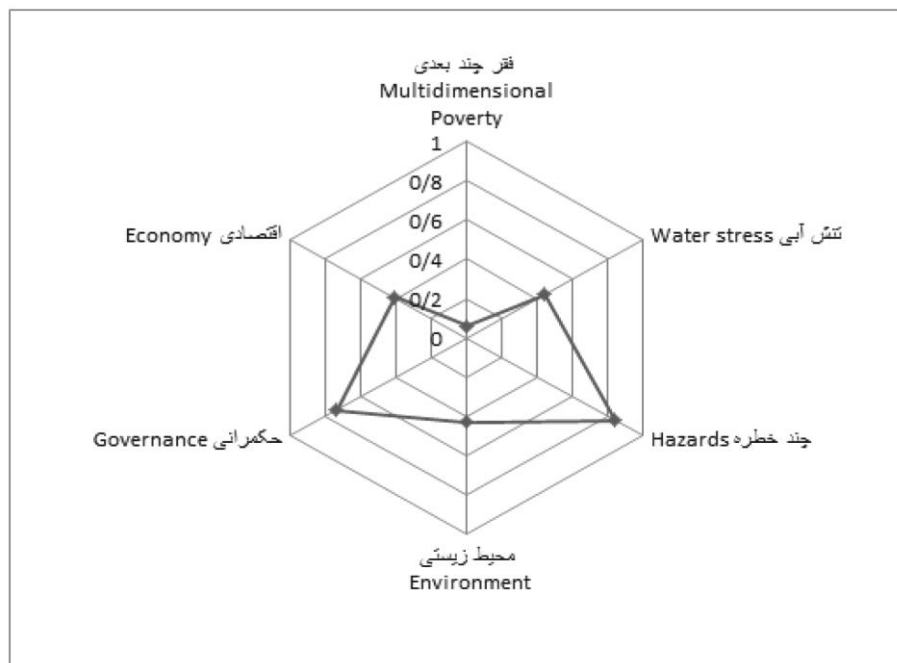 فقر چند بعدی
Multidimensional
Poverty
1
0/8
0/6
0/4
0/2
0
Water stress تنش آبی
Hazards چند خطره
محیط زیستی
Environment
Governance حکمرانی
Economy اقتصادی